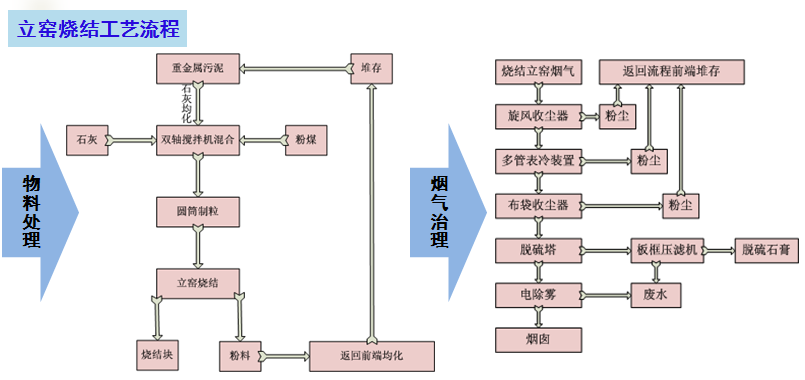 立窑烧结工艺流程
重金属污泥
堆存
石灰均化
石灰
双轴搅拌机混合
粉煤
物料处理
圆筒制粒
立窑烧结
烧结块
粉料
返回前端均化
烧结立窑烟气
返回流程前端堆存
旋风收尘器
粉尘
多管表冷装置
粉尘
烟气治理
布袋收尘器
粉尘
脱硫塔
板框压滤机
脱硫石膏
电除雾
废水
烟囱